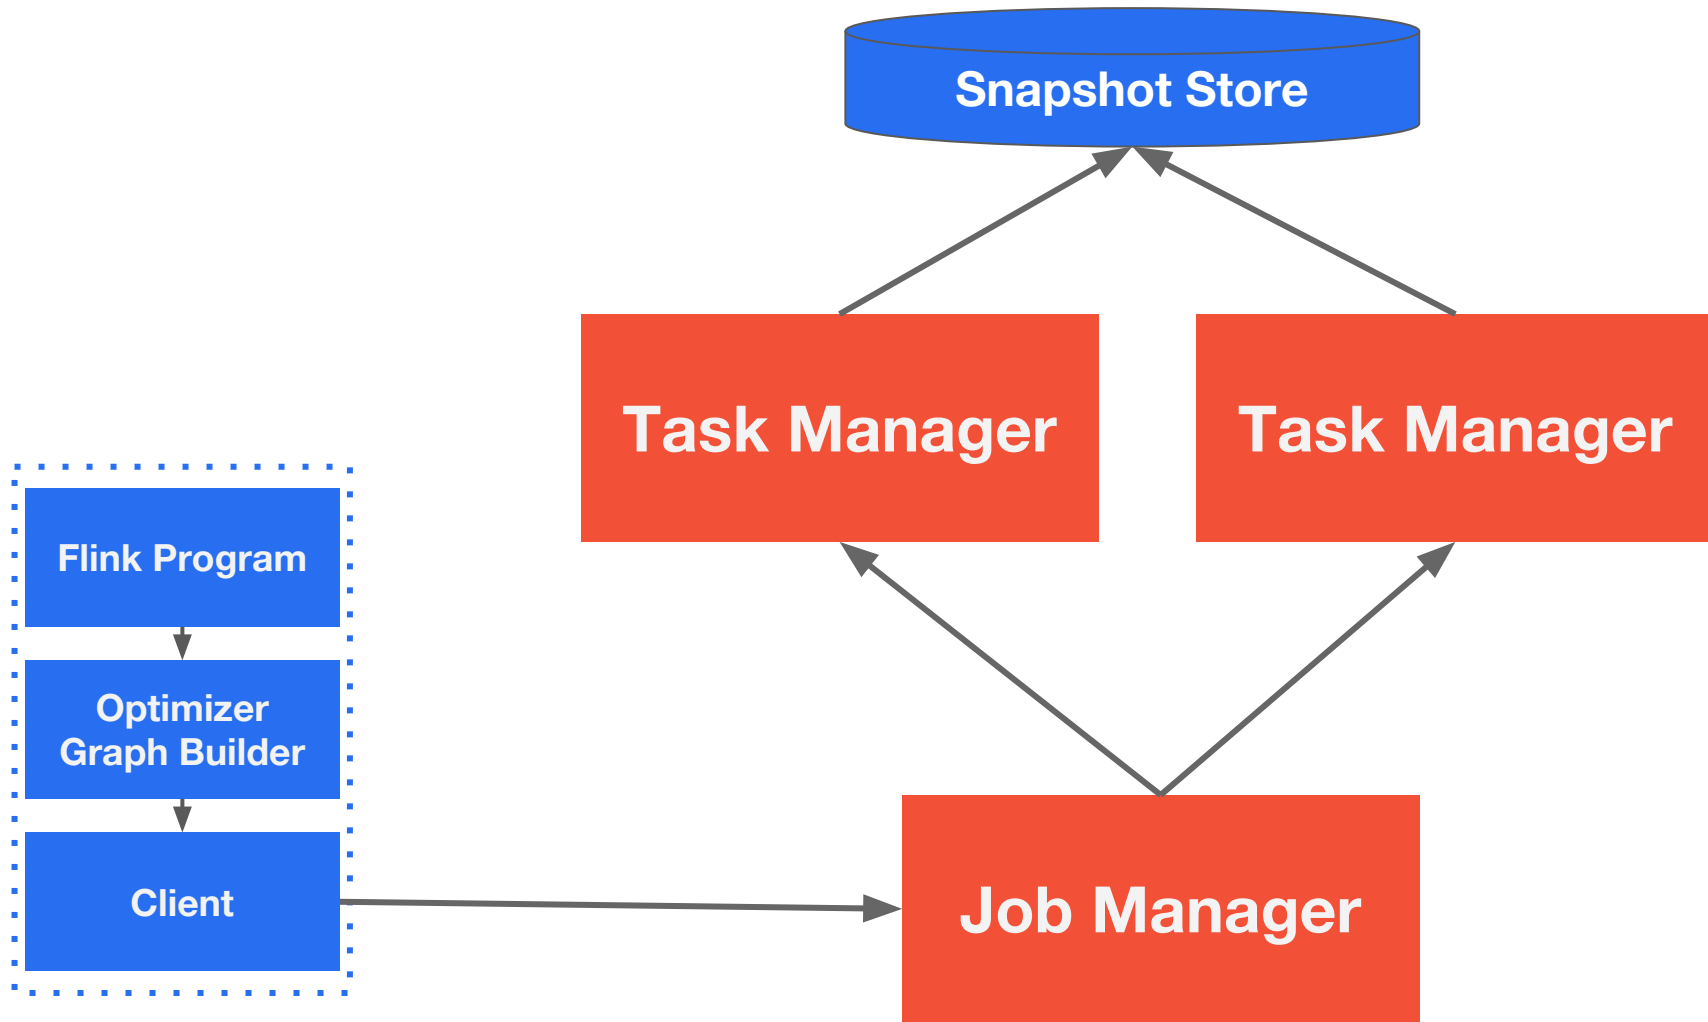 Snapshot Store
Task Manager
Task Manager
Flink Program
Optimizer
Graph Builder
Client
Job Manager